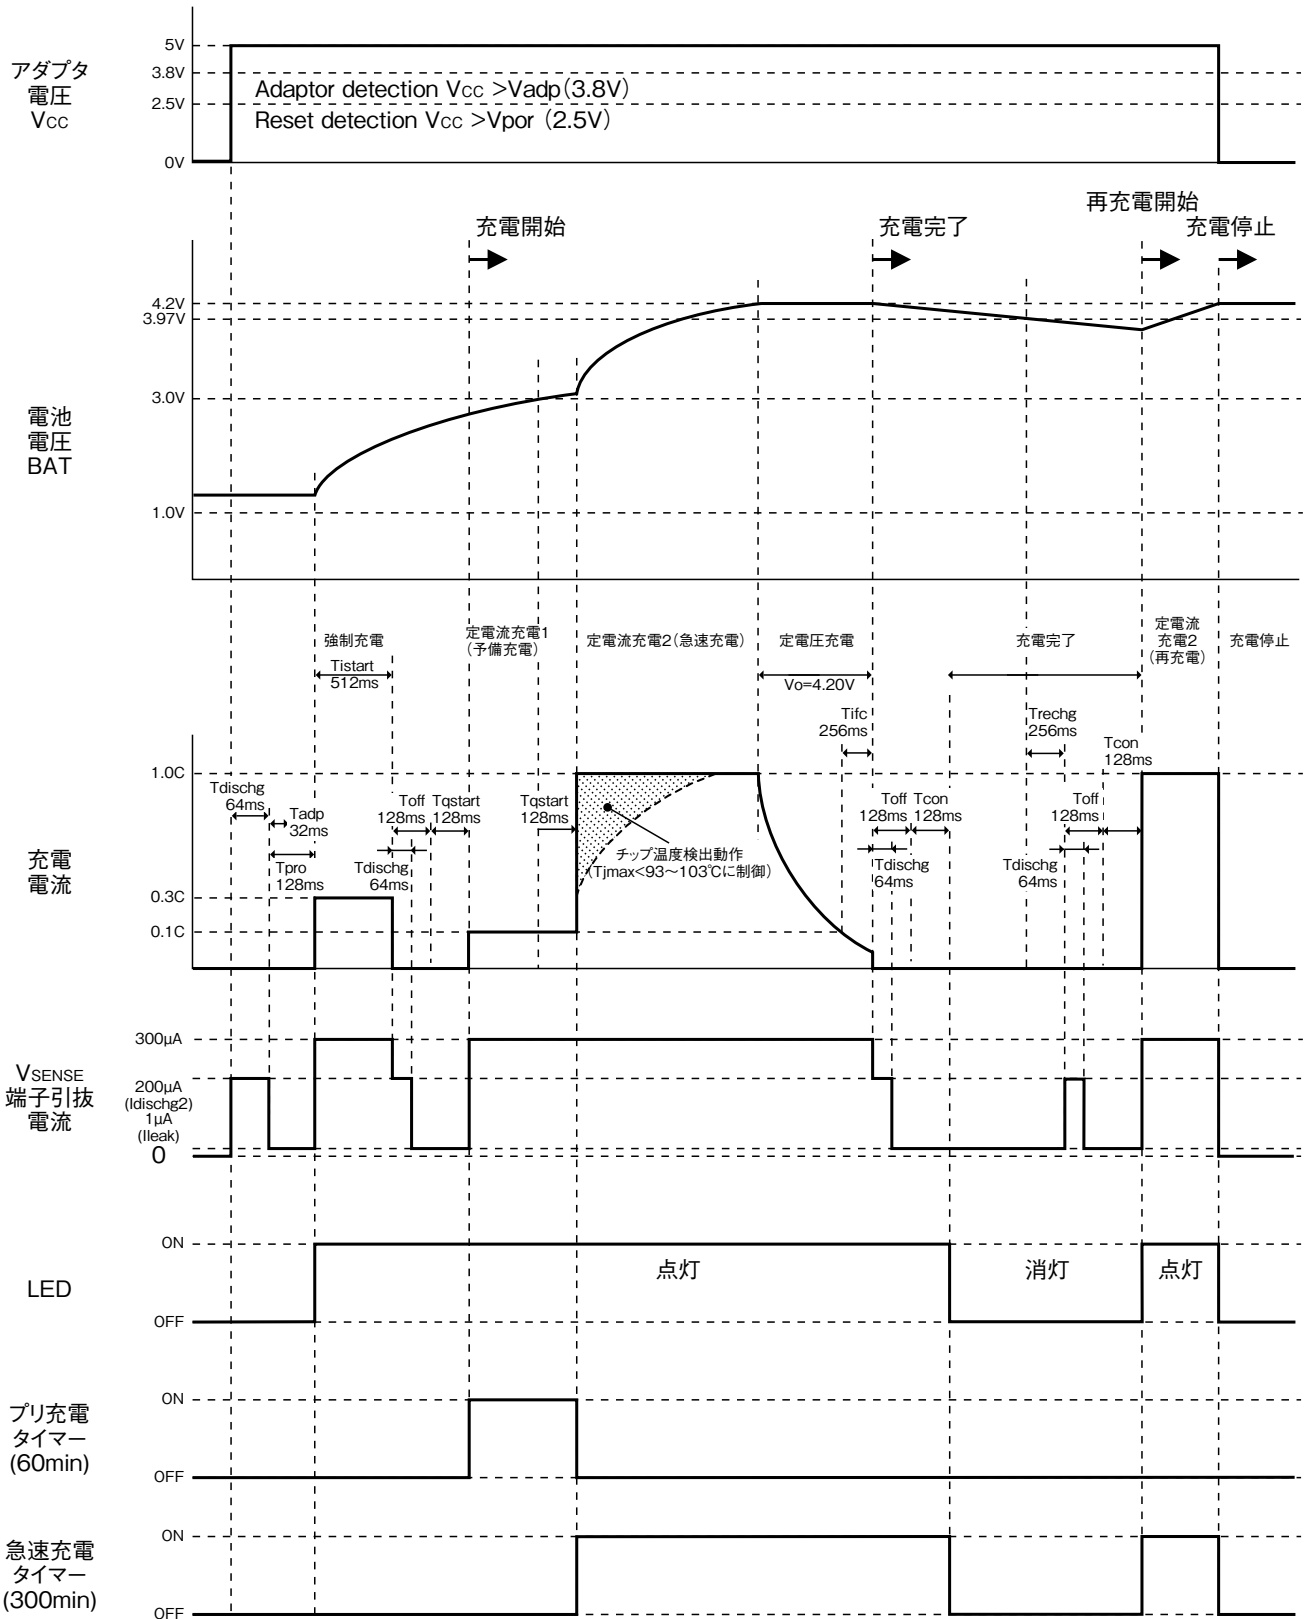 アダプタ
電圧
VCC
5V
3.8V
2.5V
0V
Adaptor detection VCC >Vadp(3.8V)
Reset detection VCC >Vpor (2.5V)
充電開始
充電完了
再充電開始
充電停止
電池
電圧
BAT
4.2V
3.97V
3.0V
1.0V
強制充電
Tistart
512ms
定電流充電1
(予備充電)
定電流充電2(急速充電)
定電圧充電
Vo=4.20V
充電完了
定電流
充電2
(再充電)
充電停止
充電
電流
1.0C
0.3C
0.1C
Tdischg
64ms
Tadp
32ms
Tpro
128ms
Toff
128ms
Tqstart
128ms
Tdischg
64ms
Tqstart
128ms
チップ温度検出動作
(Tjmax<93~103℃に制御)
Tifc
256ms
Toff
128ms
Tcon
128ms
Tdischg
64ms
Trechg
256ms
Tcon
128ms
Toff
128ms
Tdischg
64ms
VSENSE
端子引抜
電流
300μA
200μA
(Idischg2)
1μA
(Ileak)
0
LED
ON
OFF
点灯
消灯
点灯
プリ充電
タイマー
(60min)
ON
OFF
急速充電
タイマー
(300min)
ON
OFF